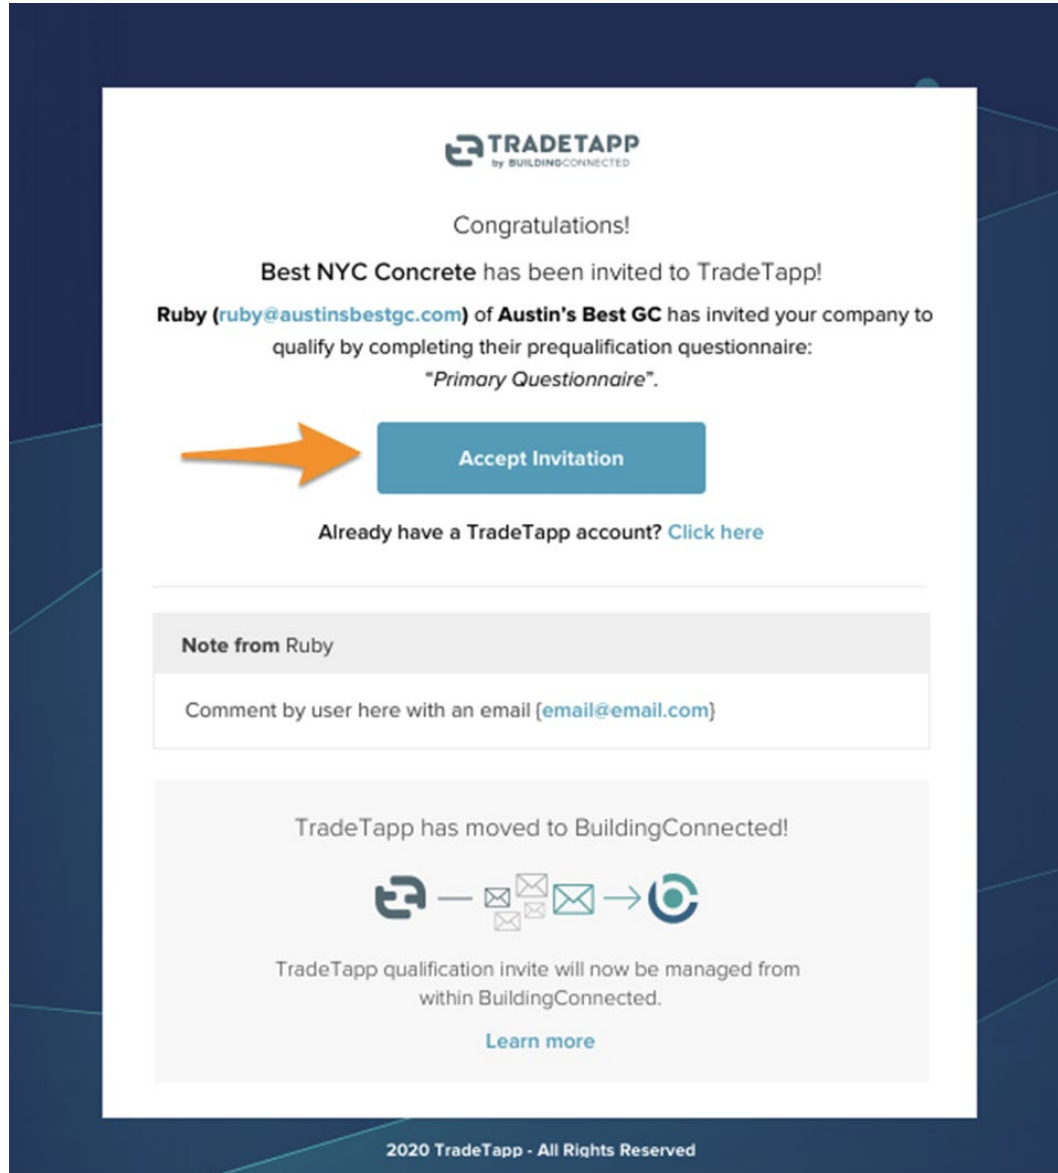 TRADETAPP
by BUILDINGCONNECTED
Congratulations!
Best NYC Concrete has been invited to TradeTapp!
Ruby (ruby@austinsbestgc.com) of Austin's Best GC has invited your company to
qualify by completing their prequalification questionnaire:
“Primary Questionnaire”.
Accept Invitation
Already have a TradeTapp account? Click here
Note from Ruby
Comment by user here with an email {email@email.com}
TradeTapp has moved to BuildingConnected!
TradeTapp qualification invite will now be managed from
within BuildingConnected.
Learn more
2020 TradeTapp - All Rights Reserved